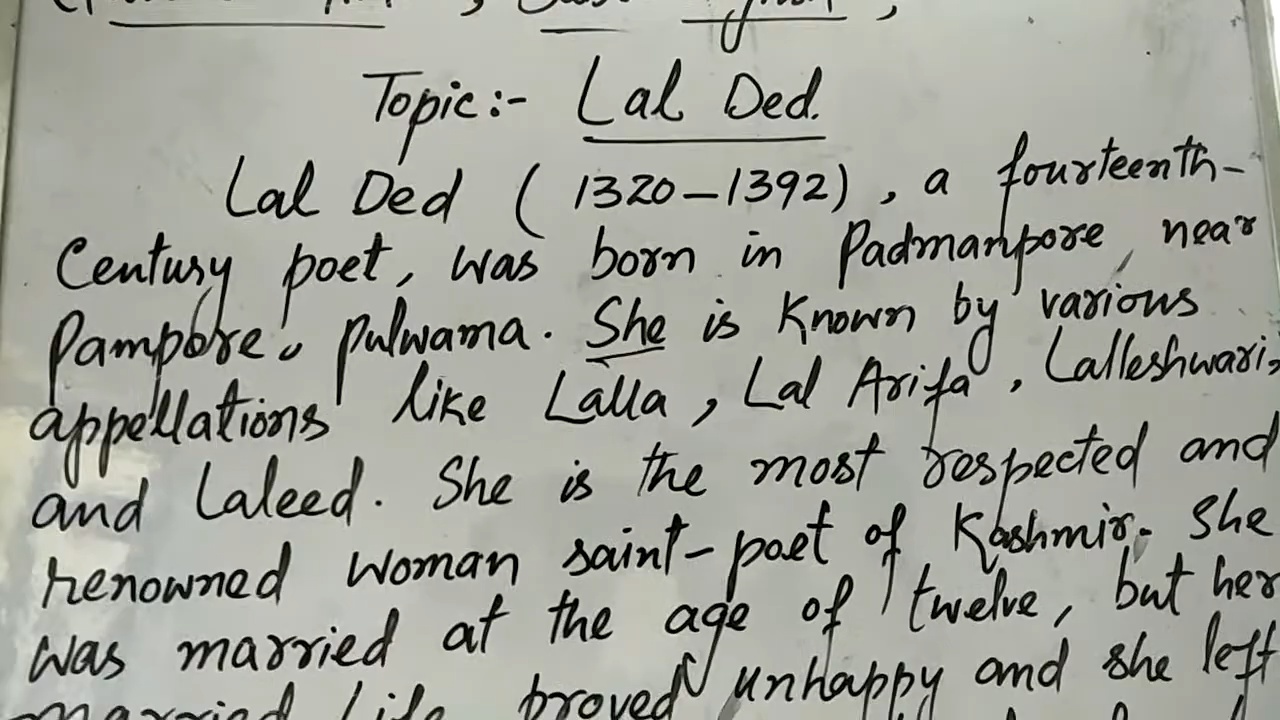 Topic:- Lal Ded.
Lal Ded (1320-1392), a fourteenth-
Century poet, was born in Padmanpore near
Pampore, pulwama. She is known by various
appellations like Lalla, Lal Arifa, Lalleshwari,
and Laleed. She is the most respected and
renowned woman saint-poet of Kashmir. She
was married at the age of twelve, but her
married life proved unhappy and she left